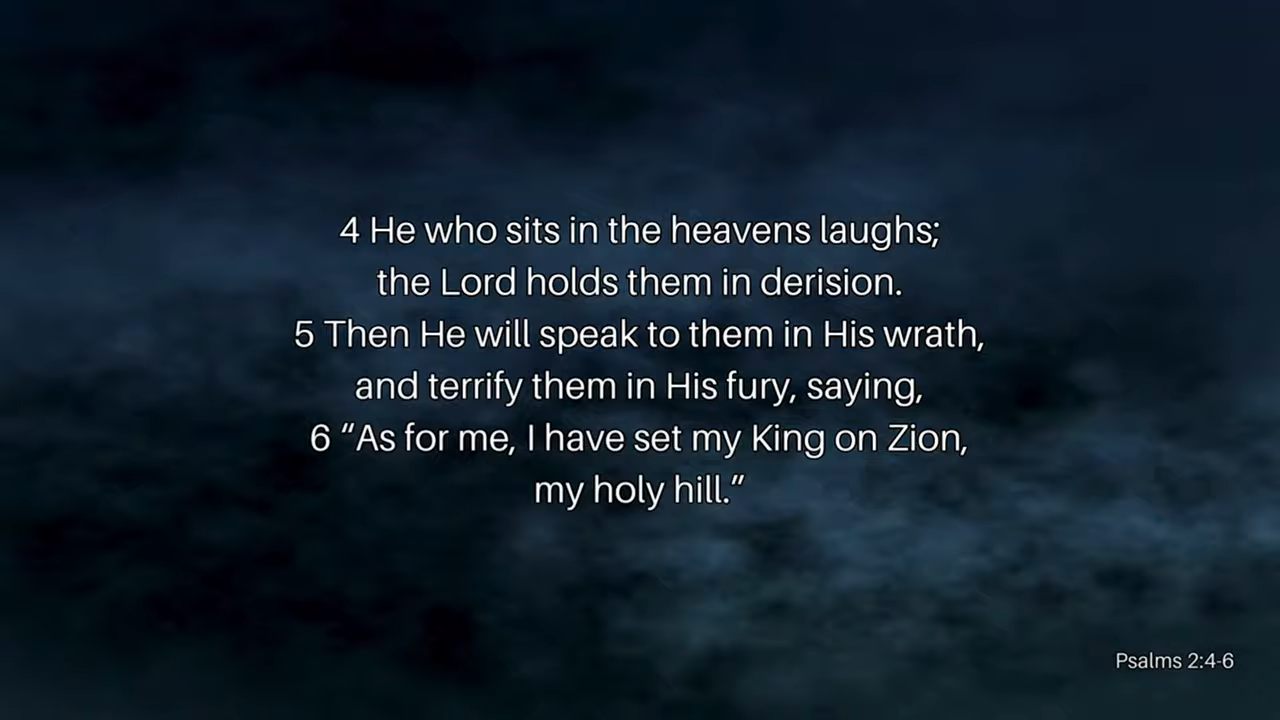 4 He who sits in the heavens laughs;
the Lord holds them in derision.
5 Then He will speak to them in His wrath,
and terrify them in His fury, saying,
6 “As for me, I have set my King on Zion,
my holy hill.”
Psalms 2:4-6